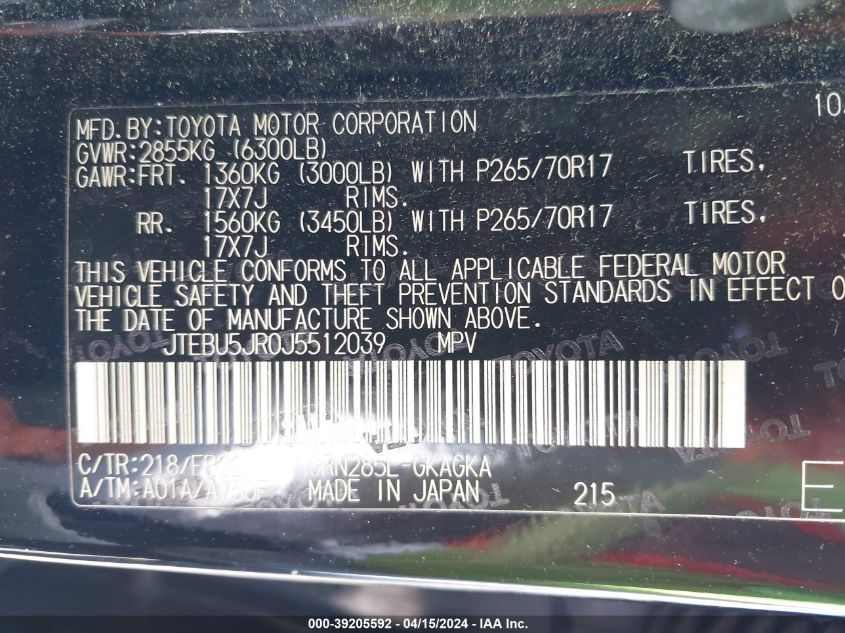 10
MFD.BY:TOYOTA MOTOR CORPORATION
GVWR:2855KG (6300LB)
GAWR:FRT. 1360KG (3000LB) WITH P265/70R17 TIRES,
17X7J RIMS.
RR. 1560KG (3450LB) WITH P265/70R17 TIRES,
17X7J RIMS.
THIS VEHICLE CONFORMS TO ALL APPLICABLE FEDERAL MOTOR
VEHICLE SAFETY AND THEFT PREVENTION STANDARDS IN EFFECT O
THE DATE OF MANUFACTURE SHOWN ABOVE.
JTEBU5JR0J5512039 MPV
C/TR:218/FB22 GRN285L-GKAGKA
A/TM:A01A/A750F MADE IN JAPAN 215 E
000-39205592 - 04/15/2024 - IAA Inc.